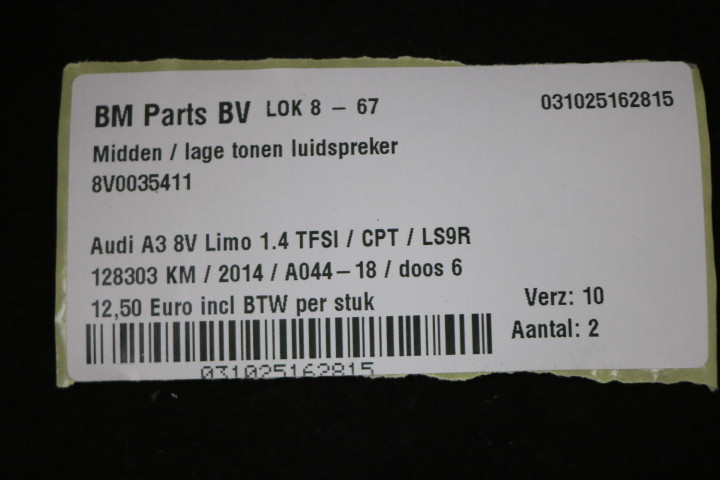 BM Parts BV LOK 8 – 67 031025162815
Midden / lage tonen luidspreker
8V0035411
Audi A3 8V Limo 1.4 TFSI / CPT / LS9R
128303 KM / 2014 / A044–18 / doos 6
12,50 Euro incl BTW per stuk
Verz: 10
Aantal: 2
031025162815